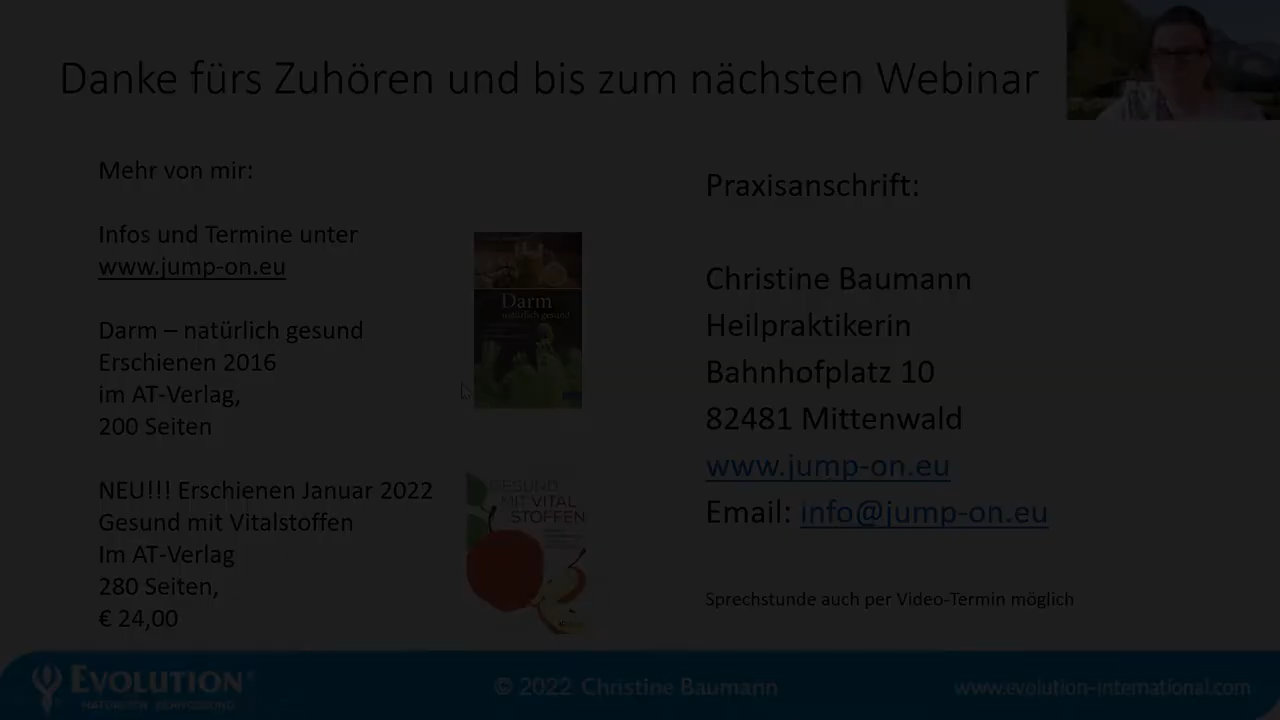 Danke fürs Zuhören und bis zum nächsten Webinar
Mehr von mir:
Infos und Termine unter
www.jump-on.eu
Darm – natürlich gesund
Erschienen 2016
im AT-Verlag,
200 Seiten
NEU!!! Erschienen Januar 2022
Gesund mit Vitalstoffen
Im AT-Verlag
280 Seiten,
€ 24,00
Darm
natürlich gesund
GESUND
MIT VITAL
STOFFEN
Praxisanschrift:
Christine Baumann
Heilpraktikerin
Bahnhofplatz 10
82481 Mittenwald
www.jump-on.eu
Email: info@jump-on.eu
Sprechstunde auch per Video-Termin möglich
EVOLUTION
© 2022 Christine Baumann
www.evolution-international.com